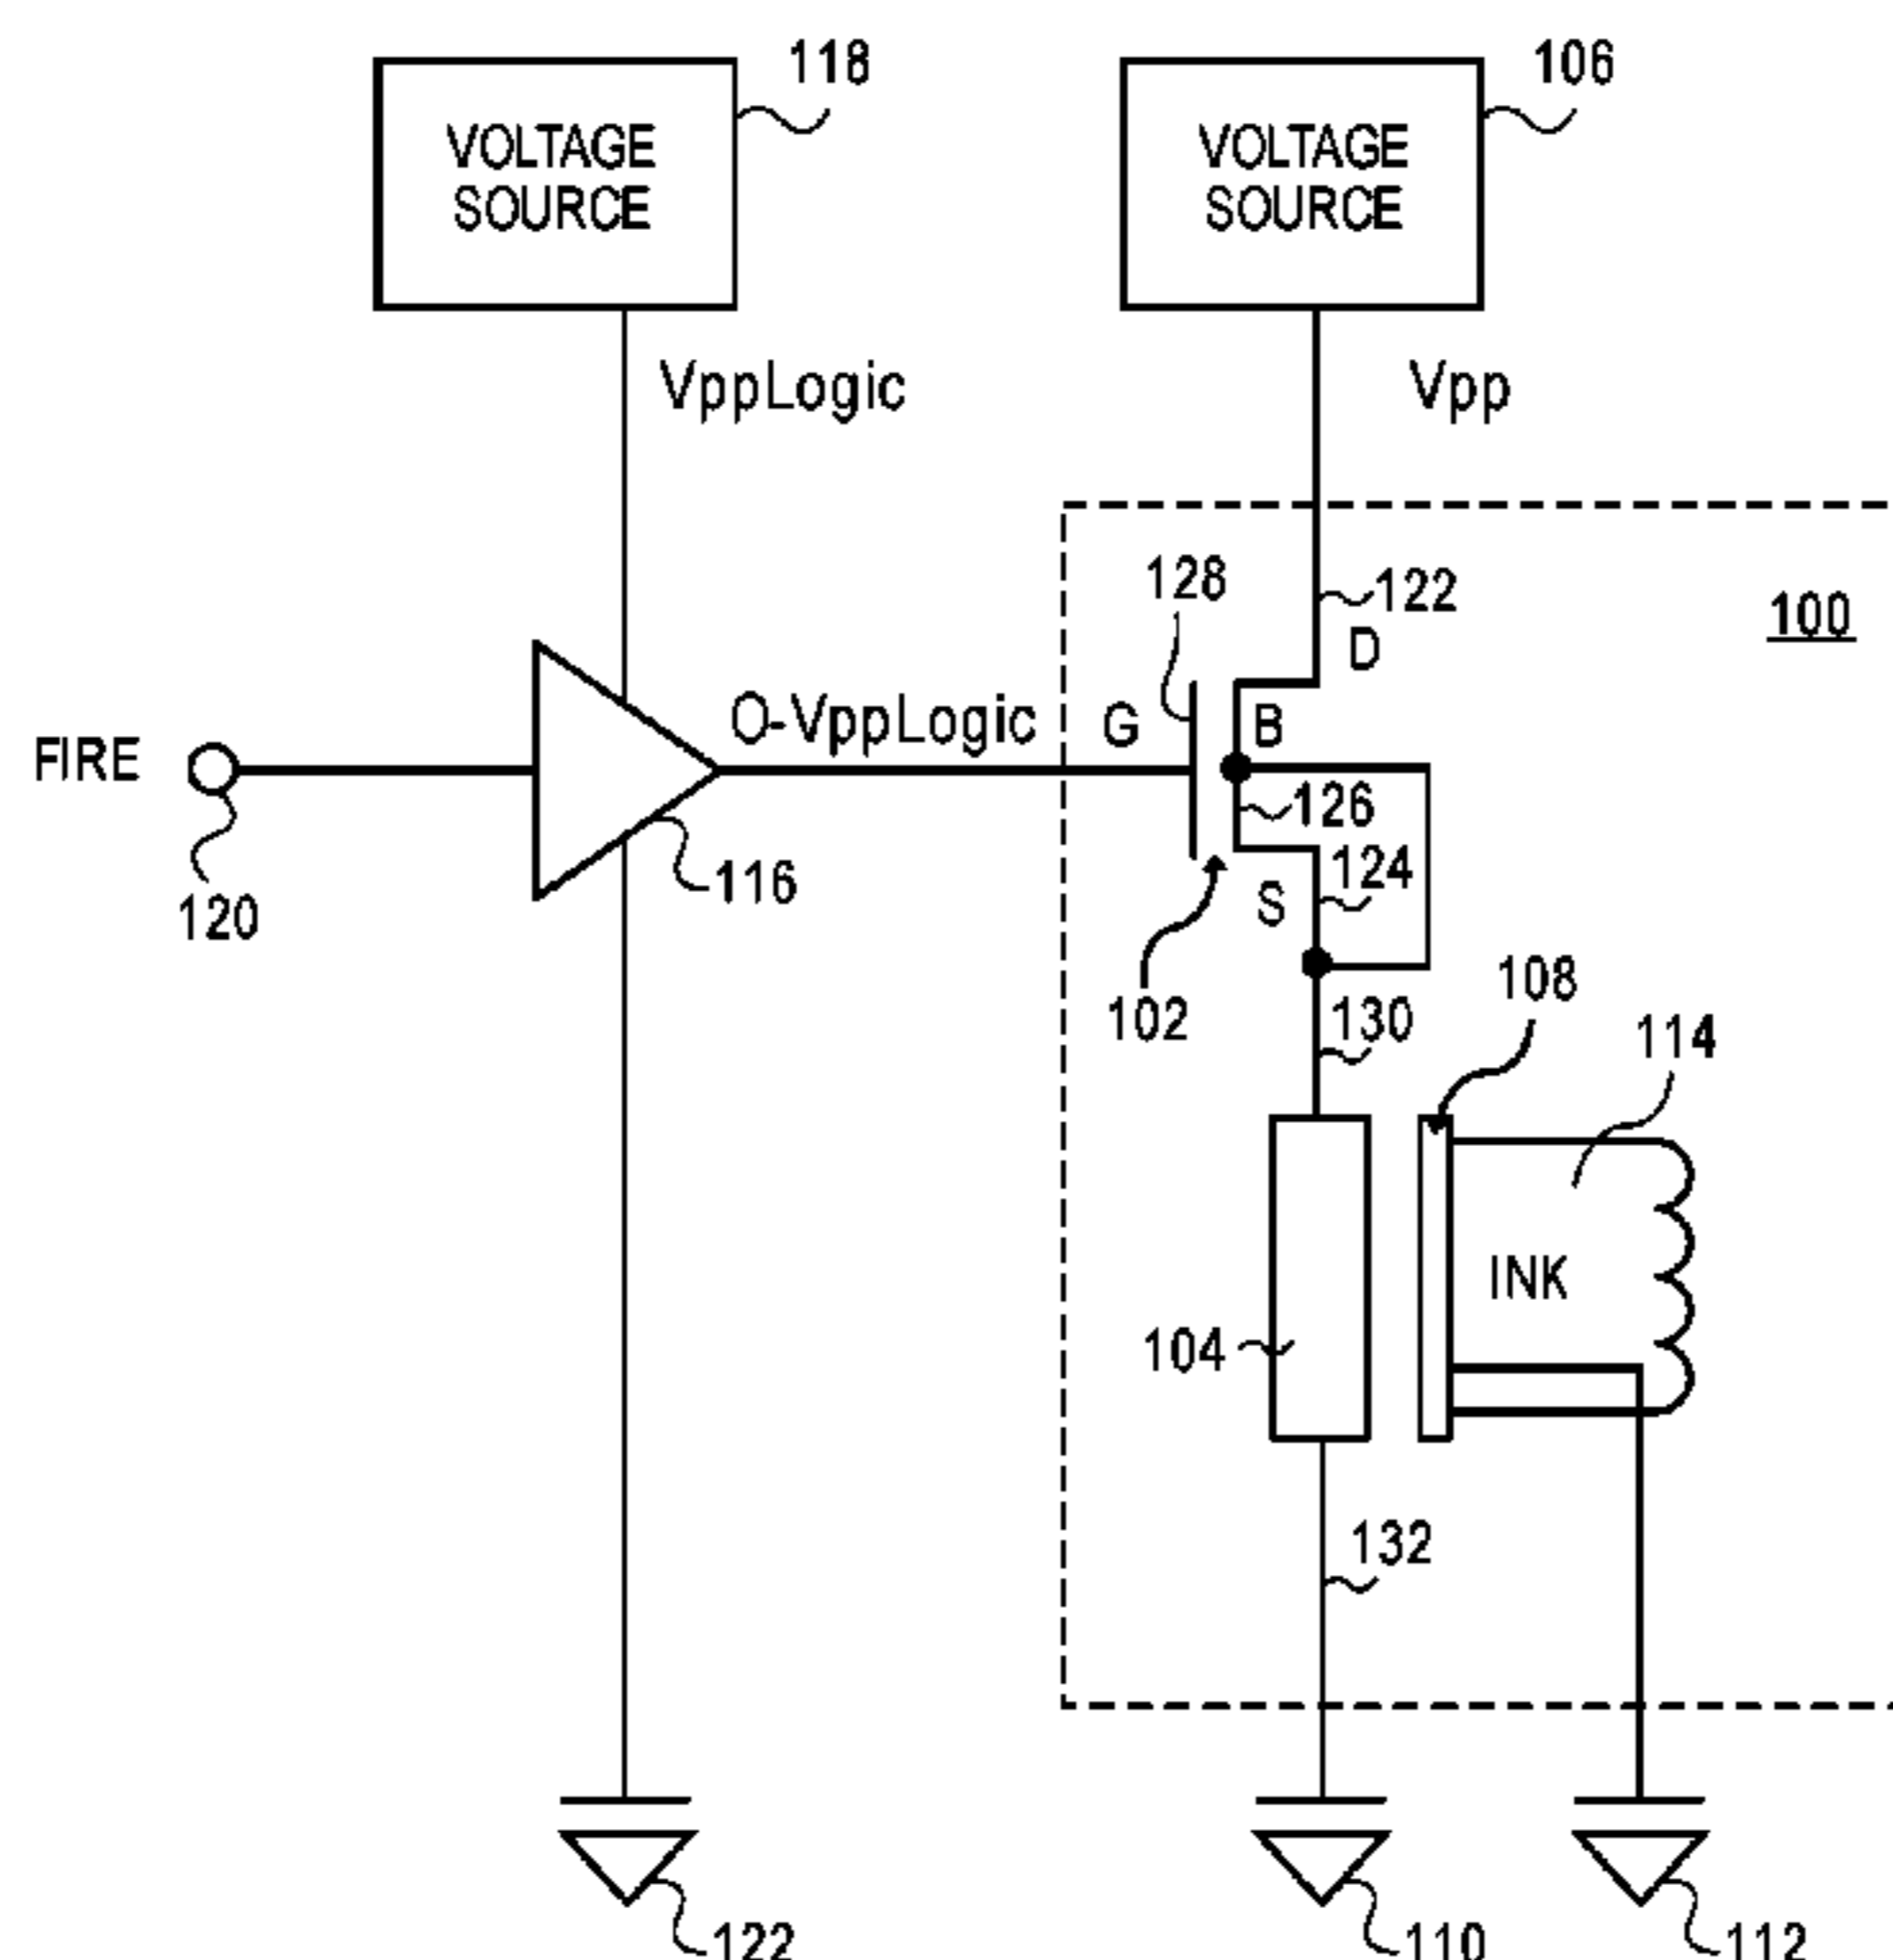 118
106
VOLTAGE
SOURCE
VOLTAGE
SOURCE
VppLogic
Vpp
128
122
100
D
O-VppLogic
G
B
FIRE
126
116
124
120
S
102
130
108
114
INK
104
132
122
110
112